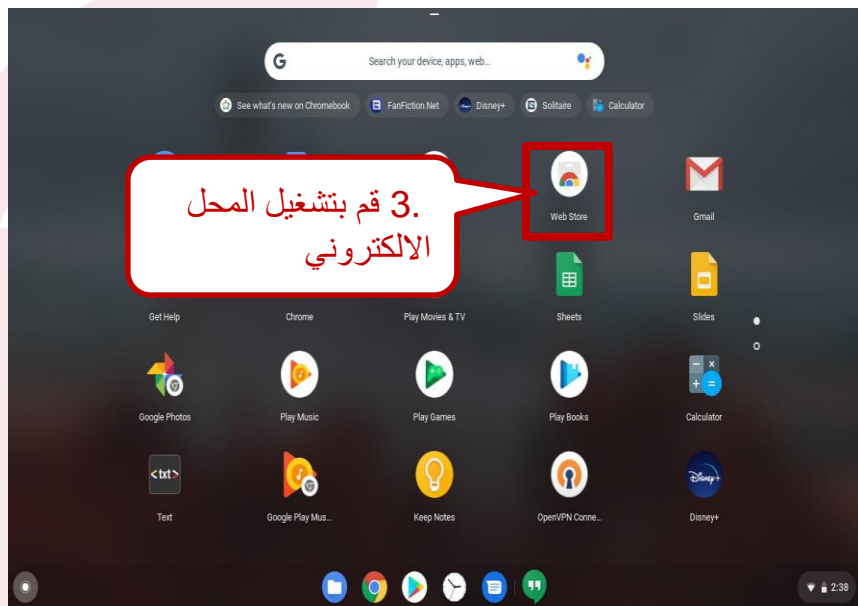 G
Search your device, apps, web...
See what's new on Chromebook
FanFiction.Net
Disney+
Solitaire
Calculator
3. قم بتشغيل المحل
الالكتروني
Web Store
Gmail
Get Help
Chrome
Play Movies & TV
Sheets
Slides
Google Photos
Play Music
Play Games
Play Books
Calculator
<txt>
Disney+
Text
Google Play Mus...
Keep Notes
OpenVPN Conne...
Disney+
2:38